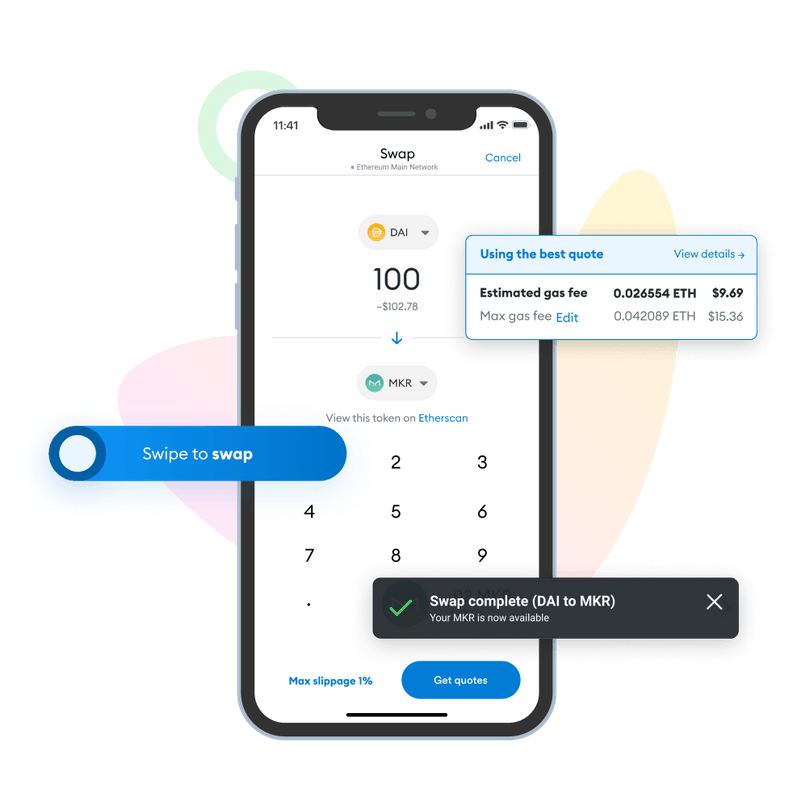 11:41
Swap
Ethereum Main Network
Cancel
DAI
100
~$102.78
Using the best quote
View details →
Estimated gas fee 0.026554 ETH $9.69
Max gas fee Edit 0.042089 ETH $15.36
MKR
View this token on Etherscan
Swipe to swap
2 3
4 5 6
7 8 9
.
Swap complete (DAI to MKR)
Your MKR is now available
Max slippage 1%
Get quotes